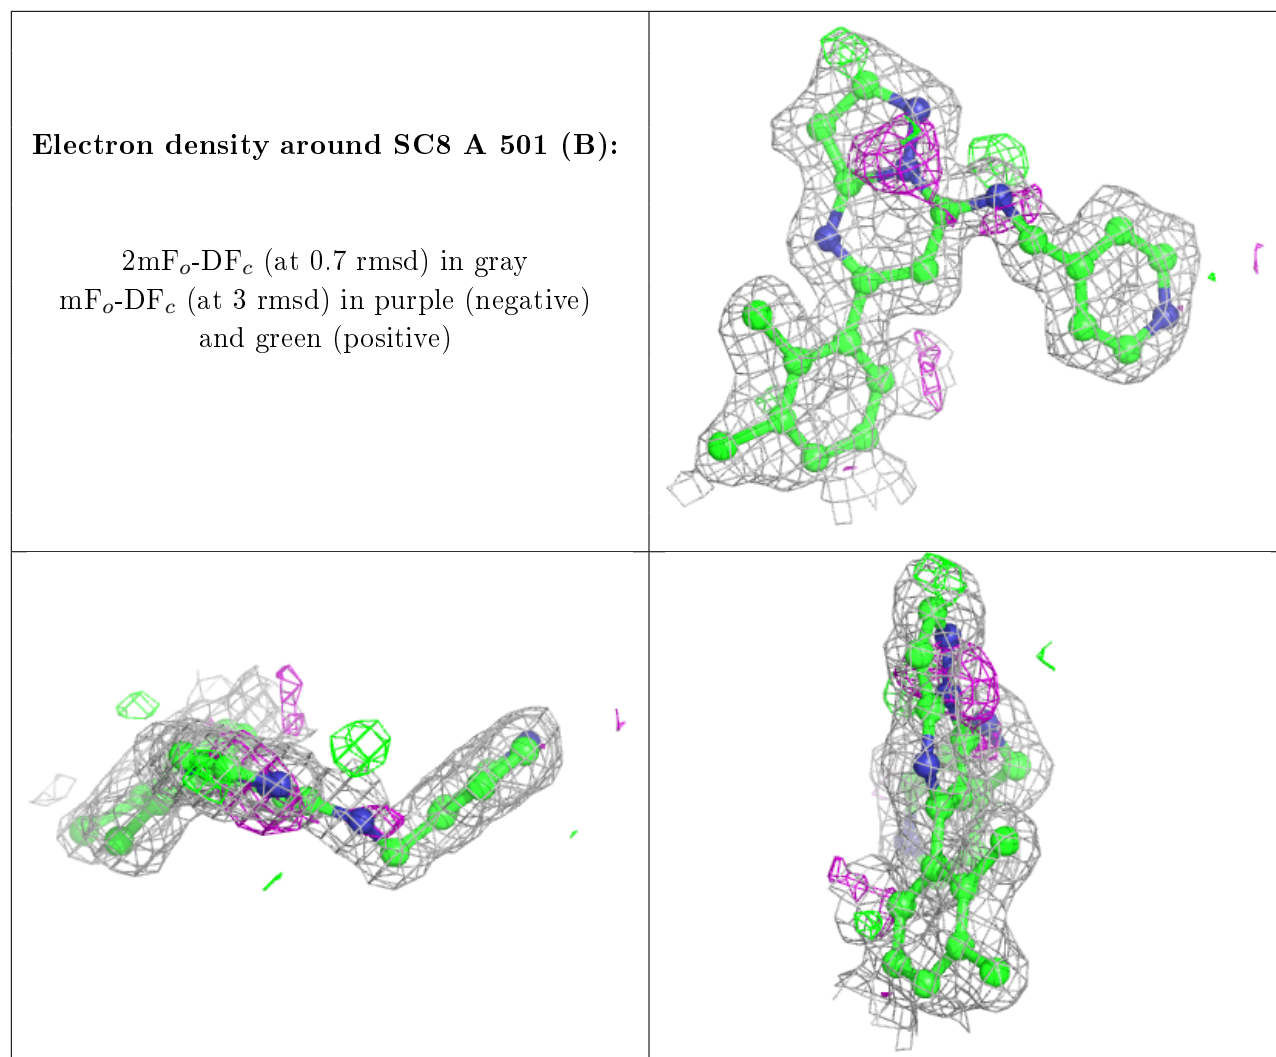 Electron density around SC8 A 501 (B):
2mFo-DFc (at 0.7 rmsd) in gray
mFo-DFc (at 3 rmsd) in purple (negative)
and green (positive)